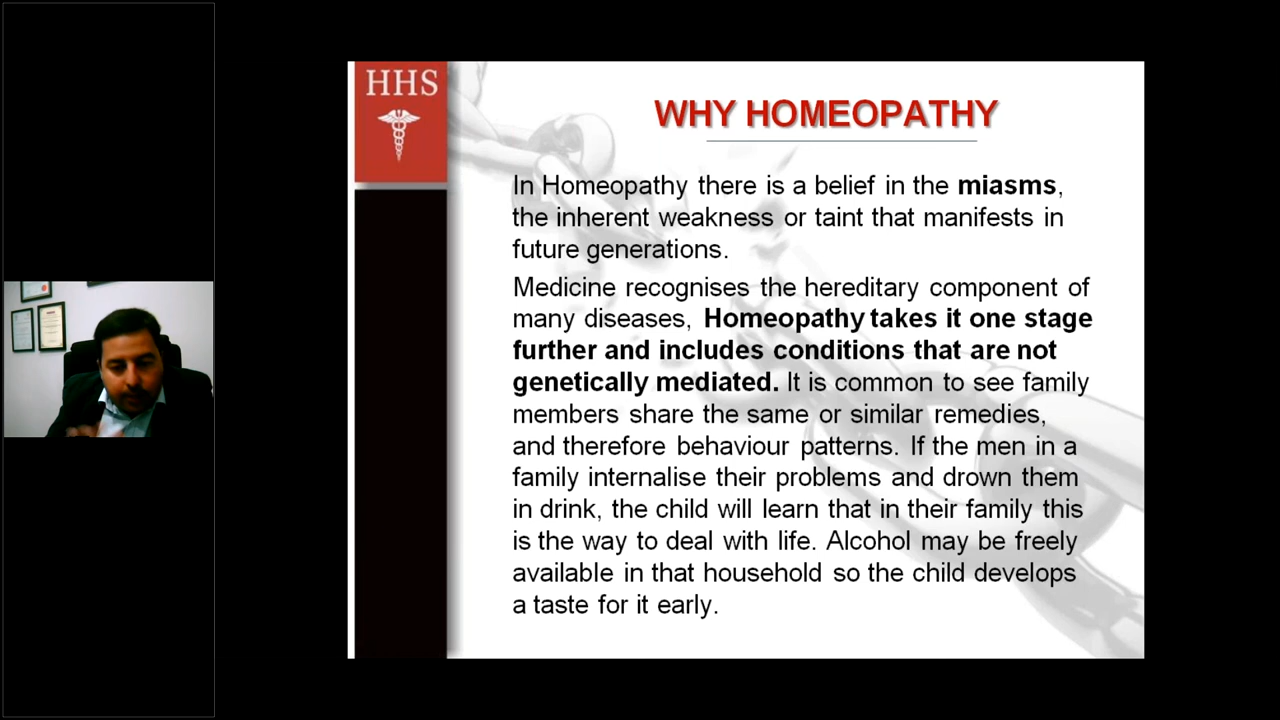 HHS
WHY HOMEOPATHY
In Homeopathy there is a belief in the miasms,
the inherent weakness or taint that manifests in
future generations.
Medicine recognises the hereditary component of
many diseases, Homeopathy takes it one stage
further and includes conditions that are not
genetically mediated. It is common to see family
members share the same or similar remedies,
and therefore behaviour patterns. If the men in a
family internalise their problems and drown them
in drink, the child will learn that in their family this
is the way to deal with life. Alcohol may be freely
available in that household so the child develops
a taste for it early.